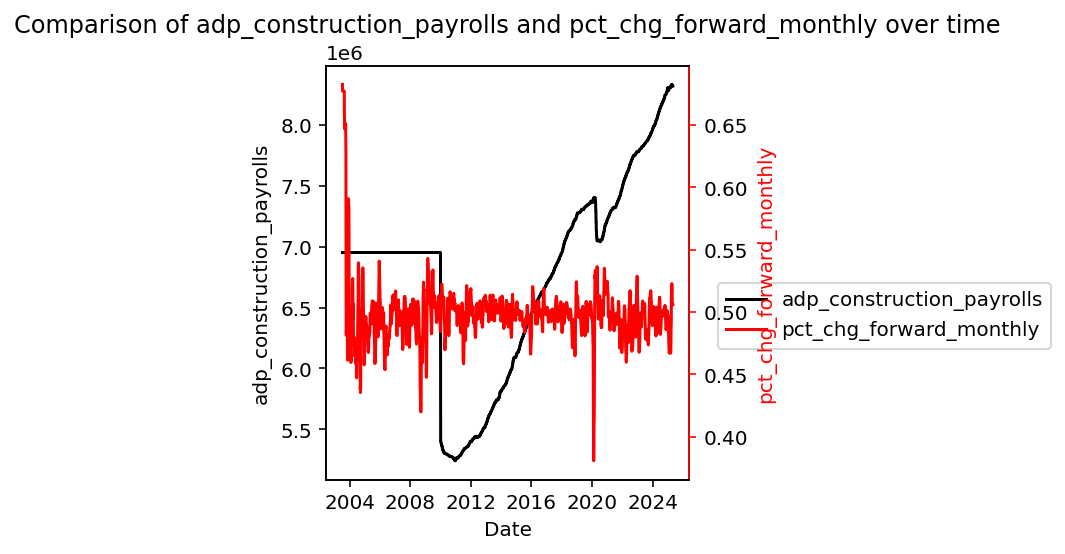 Comparison of adp_construction_payrolls and pct_chg_forward_monthly over time
1e6
8.0
7.5
7.0
6.5
6.0
5.5
adp_construction_payrolls
0.65
0.60
0.55
0.50
0.45
0.40
pct_chg_forward_monthly
adp_construction_payrolls
pct_chg_forward_monthly
2004 2008 2012 2016 2020 2024
Date